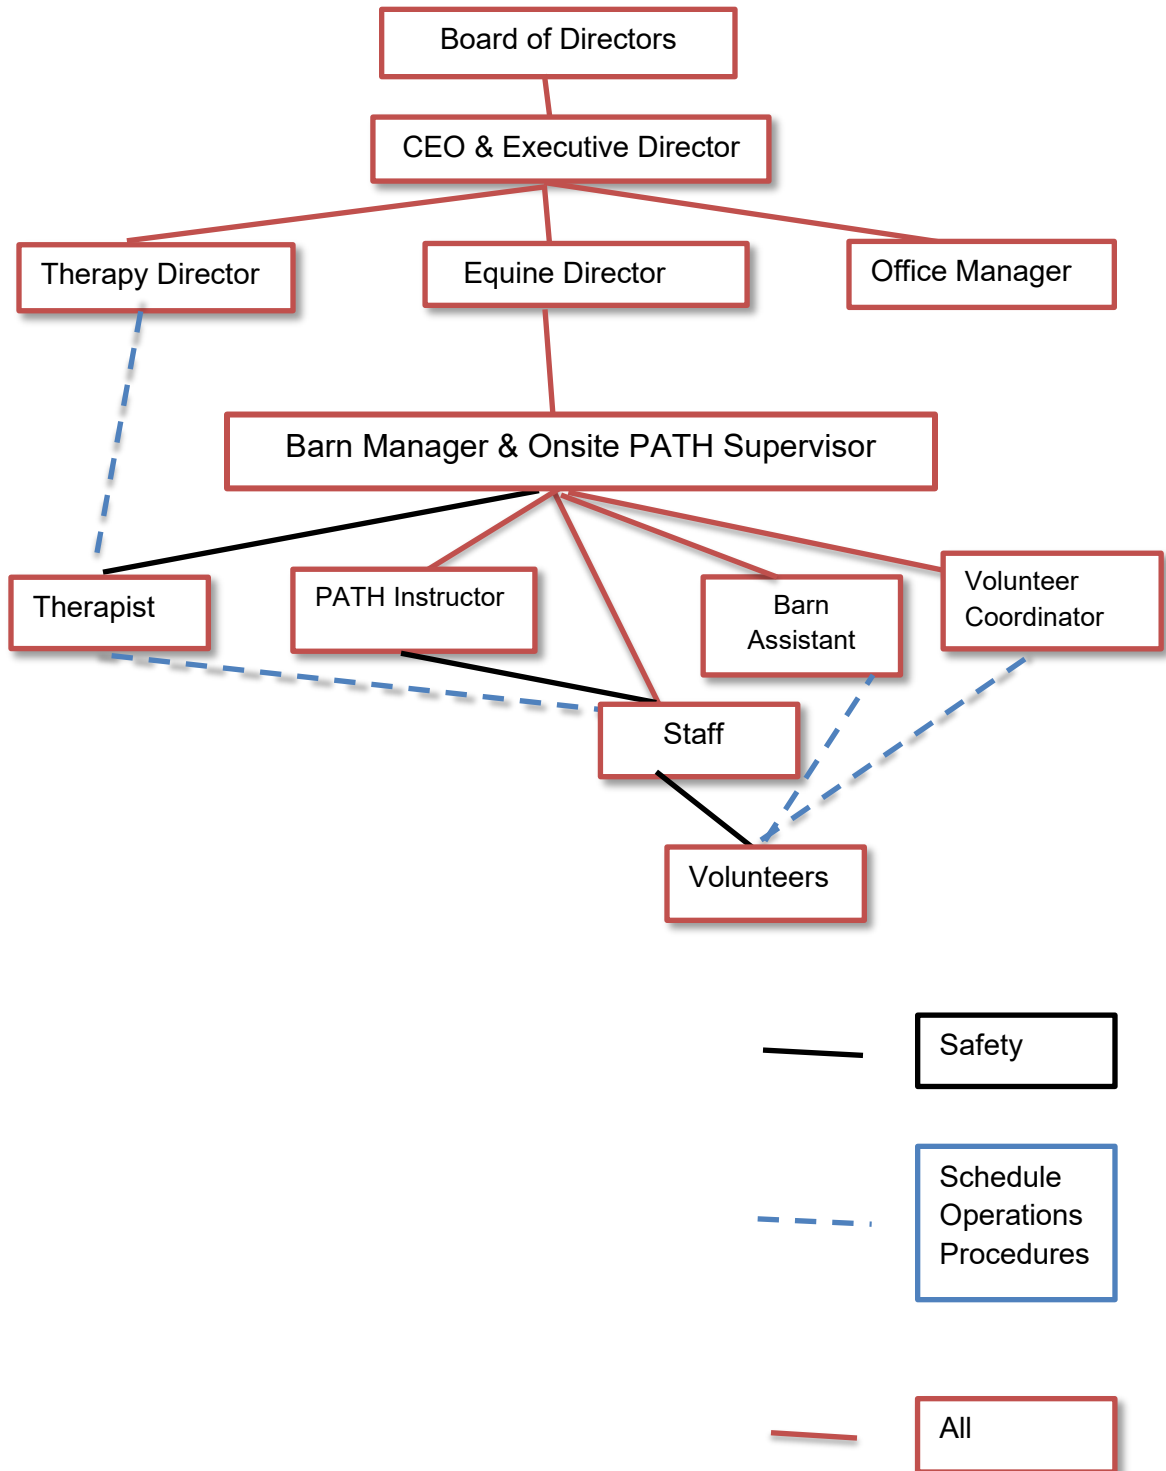 Board of Directors
CEO & Executive Director
Therapy Director
Equine Director
Office Manager
Barn Manager & Onsite PATH Supervisor
Therapist
PATH Instructor
Barn
Assistant
Volunteer
Coordinator
Staff
Volunteers
Safety
Schedule
Operations
Procedures
All